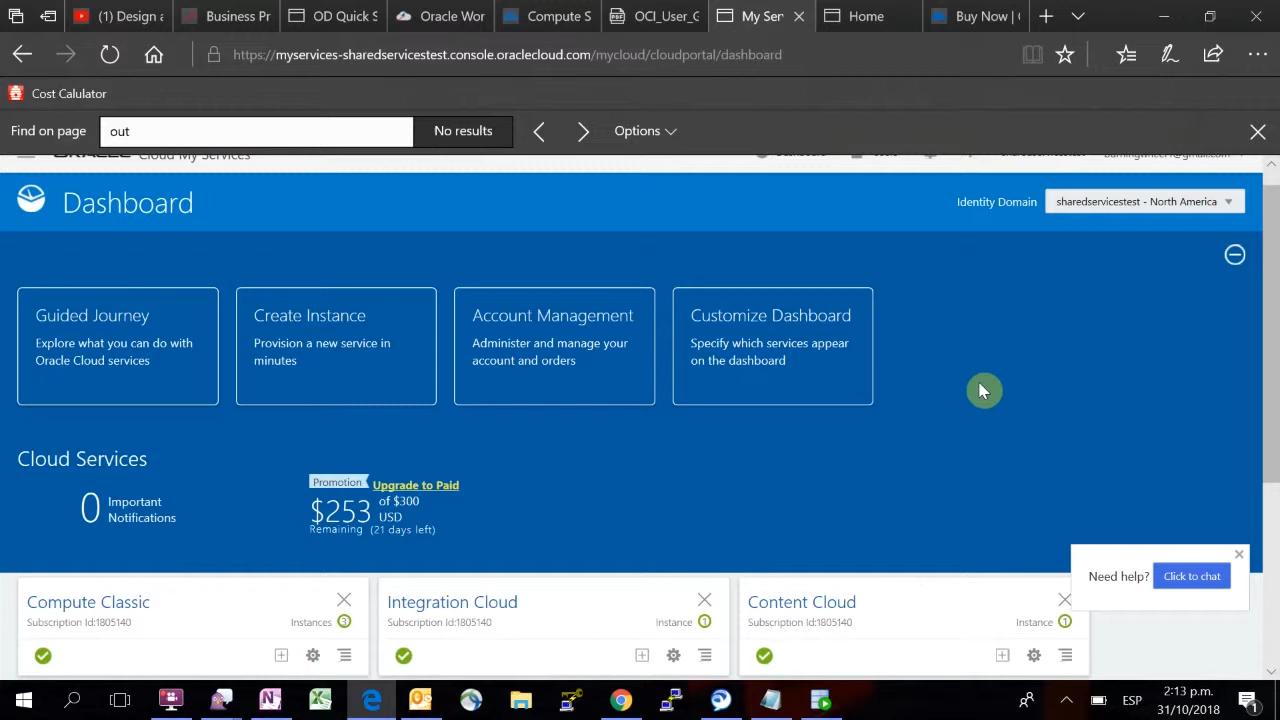 (1) Design a
Business Pr
OD Quick S
Oracle Wor
Compute S
OCI_User_G
My Ser
Home
Buy Now | (
https://myservices-sharedservicestest.console.oraclecloud.com/mycloud/cloudportal/dashboard
Cost Calulator
Find on page
out
No results
Options
Cloud My Services
Dashboard
Identity Domain
sharedservicestest - North America
Guided Journey
Explore what you can do with
Oracle Cloud services
Create Instance
Provision a new service in
minutes
Account Management
Administer and manage your
account and orders
Customize Dashboard
Specify which services appear
on the dashboard
Cloud Services
0 Important
Notifications
Promotion Upgrade to Paid
$253 of $300
USD
Remaining (21 days left)
Need help? Click to chat
Compute Classic
Subscription Id:1805140
Instances 3
Integration Cloud
Subscription Id:1805140
Instance 1
Content Cloud
Subscription Id:1805140
Instance 1
ESP
2:13 p.m.
31/10/2018
1